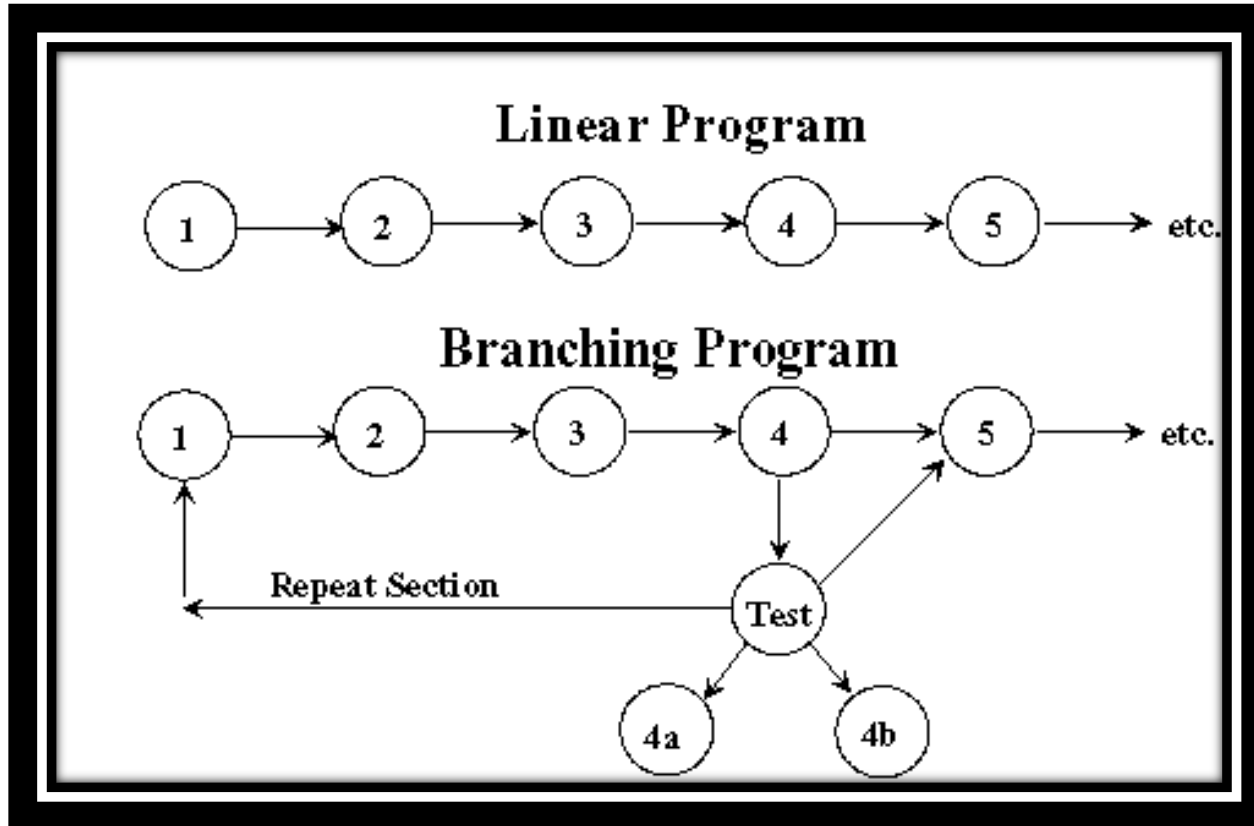 Linear Program
1 2 3 4 5 etc.
Branching Program
1 2 3 4 5 etc.
Repeat Section
Test
4a 4b